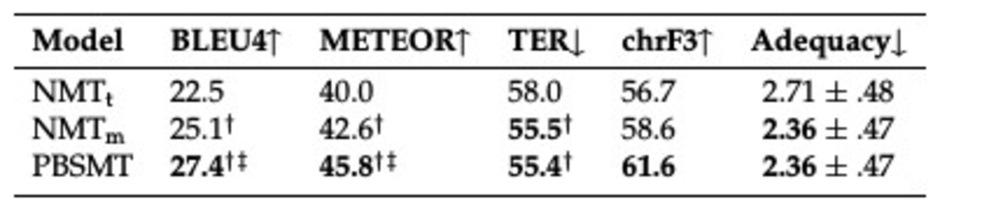 Model BLEU4↑ METEOR↑ TER↓ chrF3↑ Adequacy↓
NMTₜ 22.5 40.0 58.0 56.7 2.71 ± .48
NMTₘ 25.1† 42.6† 55.5† 58.6 2.36 ± .47
PBSMT 27.4†‡ 45.8†‡ 55.4† 61.6 2.36 ± .47